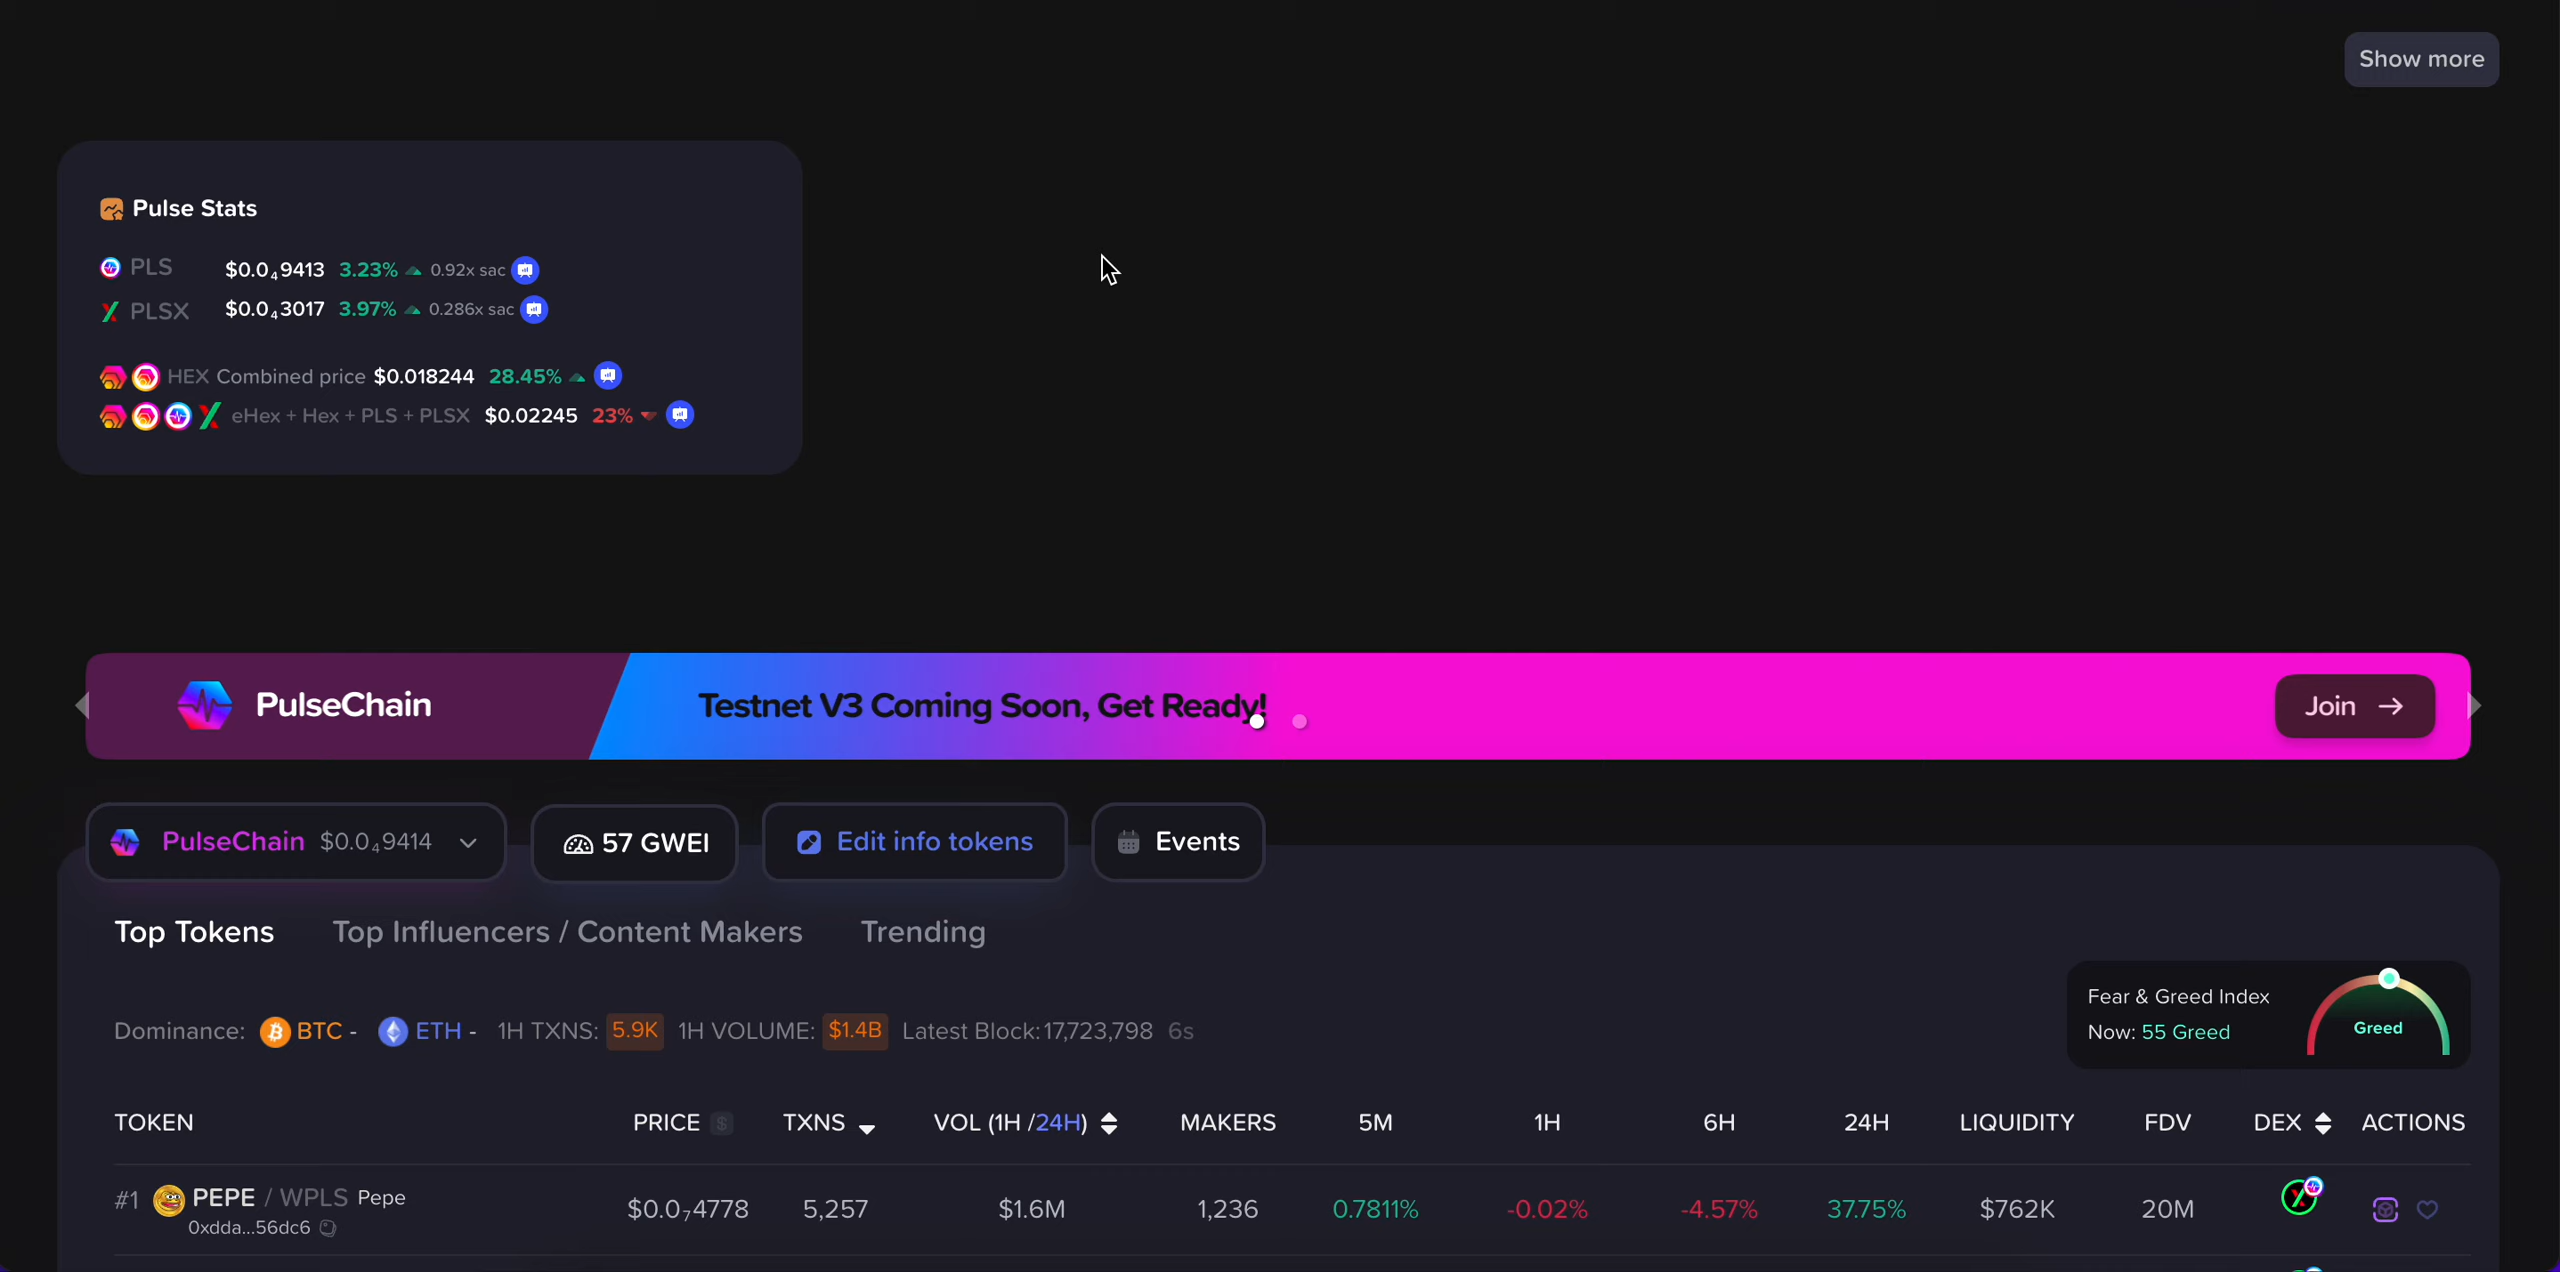 Show more
Pulse Stats
PLS $0.0₄9413 3.23% 0.92x sac
PLSX $0.0₄3017 3.97% 0.286x sac
HEX Combined price $0.018244 28.45%
eHex + Hex + PLS + PLSX $0.02245 23%
PulseChain Testnet V3 Coming Soon, Get Ready! Join →
PulseChain $0.0₄9414 57 GWEI Edit info tokens Events
Top Tokens Top Influencers / Content Makers Trending
Fear & Greed Index
Now: 55 Greed Greed
Dominance: BTC - ETH - 1H TXNS: 5.9K 1H VOLUME: $1.4B Latest Block: 17,723,798 6s
TOKEN PRICE $ TXNS VOL (1H /24H) MAKERS 5M 1H 6H 24H LIQUIDITY FDV DEX ACTIONS
#1 PEPE / WPLS Pepe $0.0₇4778 5,257 $1.6M 1,236 0.7811% -0.02% -4.57% 37.75% $762K 20M
0xdda...56dc6